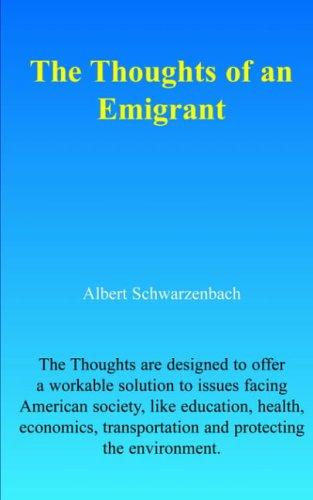 The Thoughts of an
Emigrant
Albert Schwarzenbach
The Thoughts are designed to offer
a workable solution to issues facing
American society, like education, health,
economics, transportation and protecting
the environment.